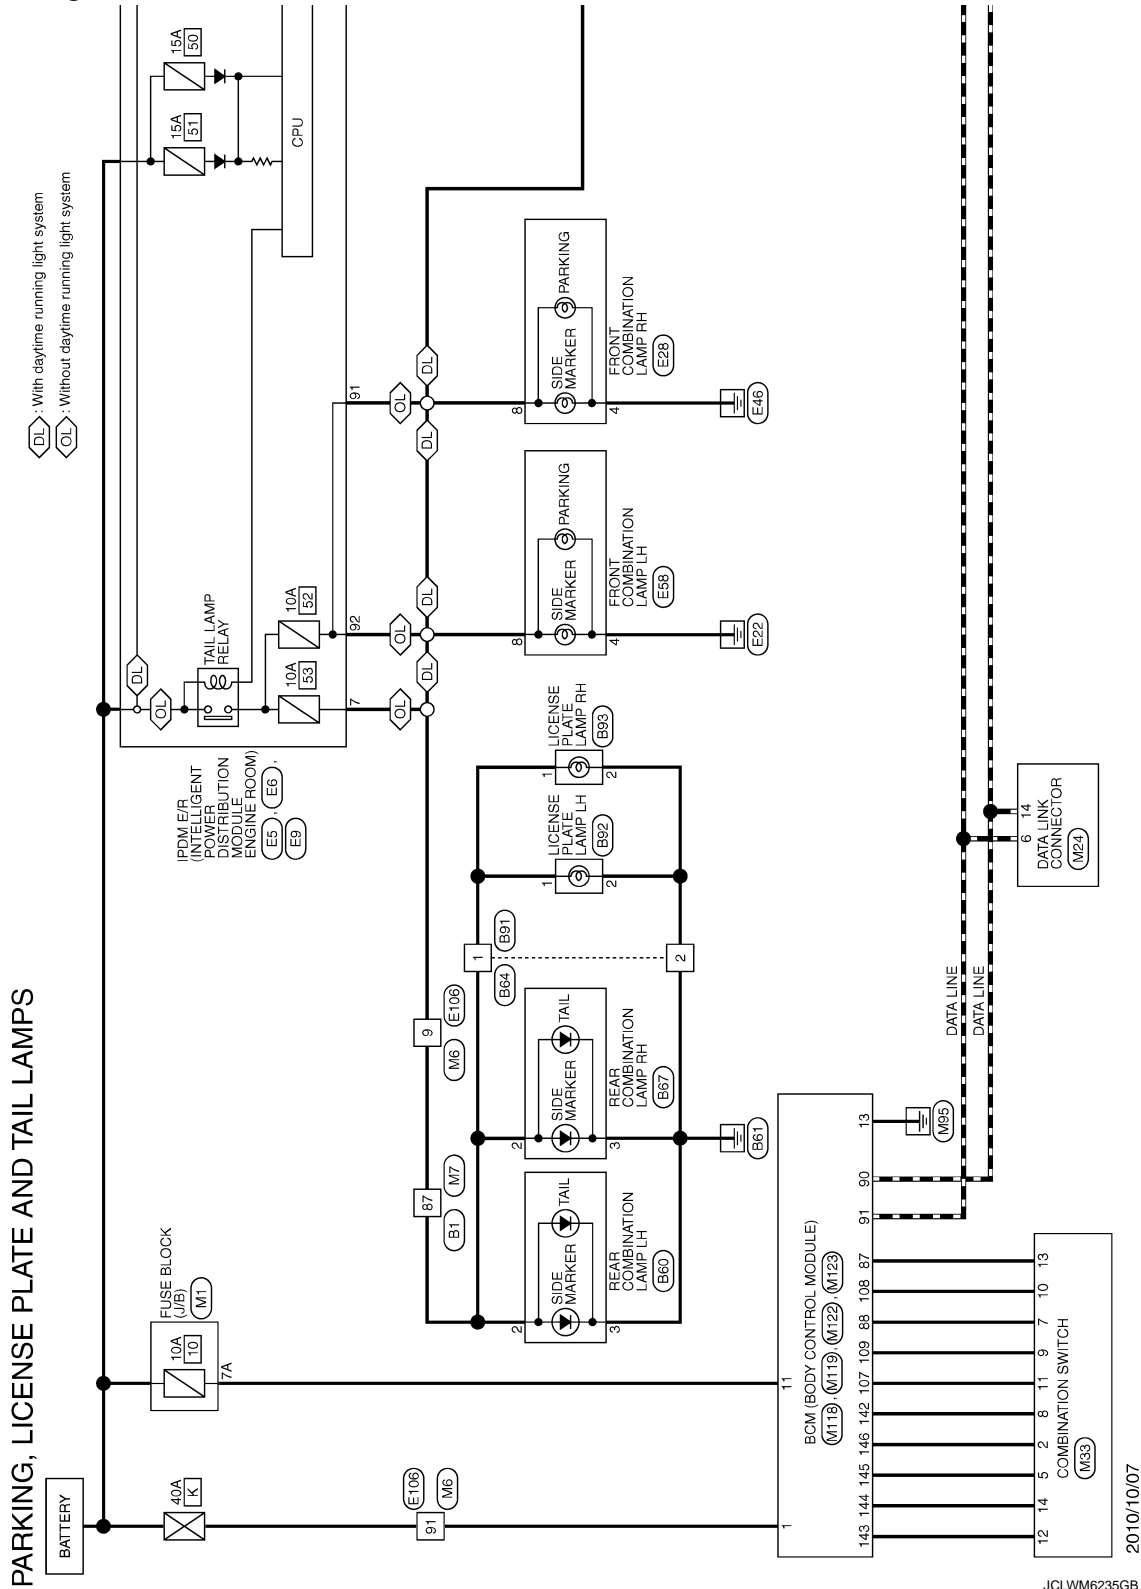 PARKING, LICENSE PLATE AND TAIL LAMPS
DL : With daytime running light system
OL : Without daytime running light system
BATTERY
40A
K
E106
M6
91
1
FUSE BLOCK
(J/B)
M1
10A
10
7A
11
IPDM E/R
(INTELLIGENT
POWER
DISTRIBUTION
MODULE
ENGINE ROOM)
E5 , E6 ,
E9
DL
OL
TAIL LAMP
RELAY
10A
53
10A
52
15A
51
15A
50
CPU
7
92
91
OL
OL
OL
DL
DL
DL
DL
87
B1
M7
9
M6
E106
2
SIDE
MARKER
TAIL
3
REAR
COMBINATION
LAMP LH
B60
2
SIDE
MARKER
TAIL
3
REAR
COMBINATION
LAMP RH
B67
B61
1
B64
B91
2
1
2
LICENSE
PLATE
LAMP LH
B92
1
2
LICENSE
PLATE
LAMP RH
B93
8
SIDE
MARKER
PARKING
4
FRONT
COMBINATION
LAMP LH
E58
E22
8
SIDE
MARKER
PARKING
4
FRONT
COMBINATION
LAMP RH
E28
E46
BCM (BODY CONTROL MODULE)
M118 , M119 , M122 , M123
143 144 145 146 142 107 109 88 108 87 91 90 13
M95
DATA LINE
DATA LINE
6 14
DATA LINK
CONNECTOR
M24
12 14 5 2 8 11 9 7 10 13
COMBINATION SWITCH
M33
2010/10/07
JCLWM6235GB